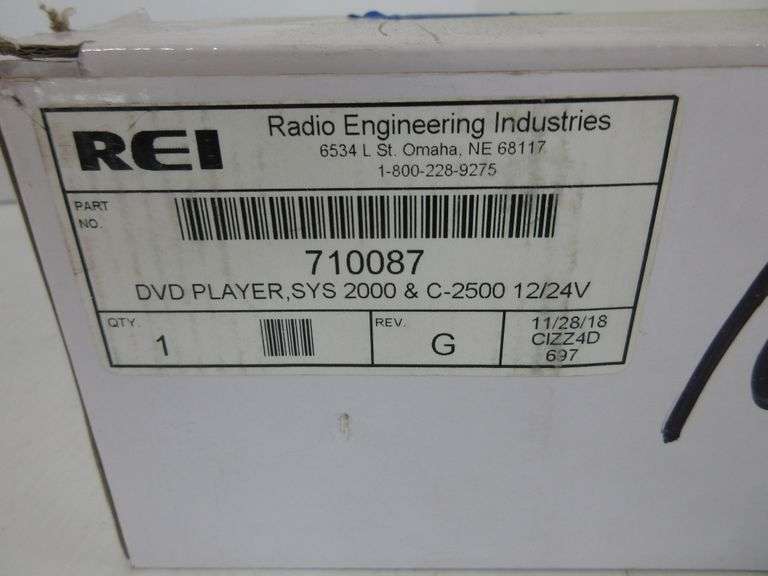 REI
Radio Engineering Industries
6534 L St. Omaha, NE 68117
1-800-228-9275
PART
NO.
710087
DVD PLAYER,SYS 2000 & C-2500 12/24V
QTY.
1
REV.
G
11/28/18
CIZZ4D
697